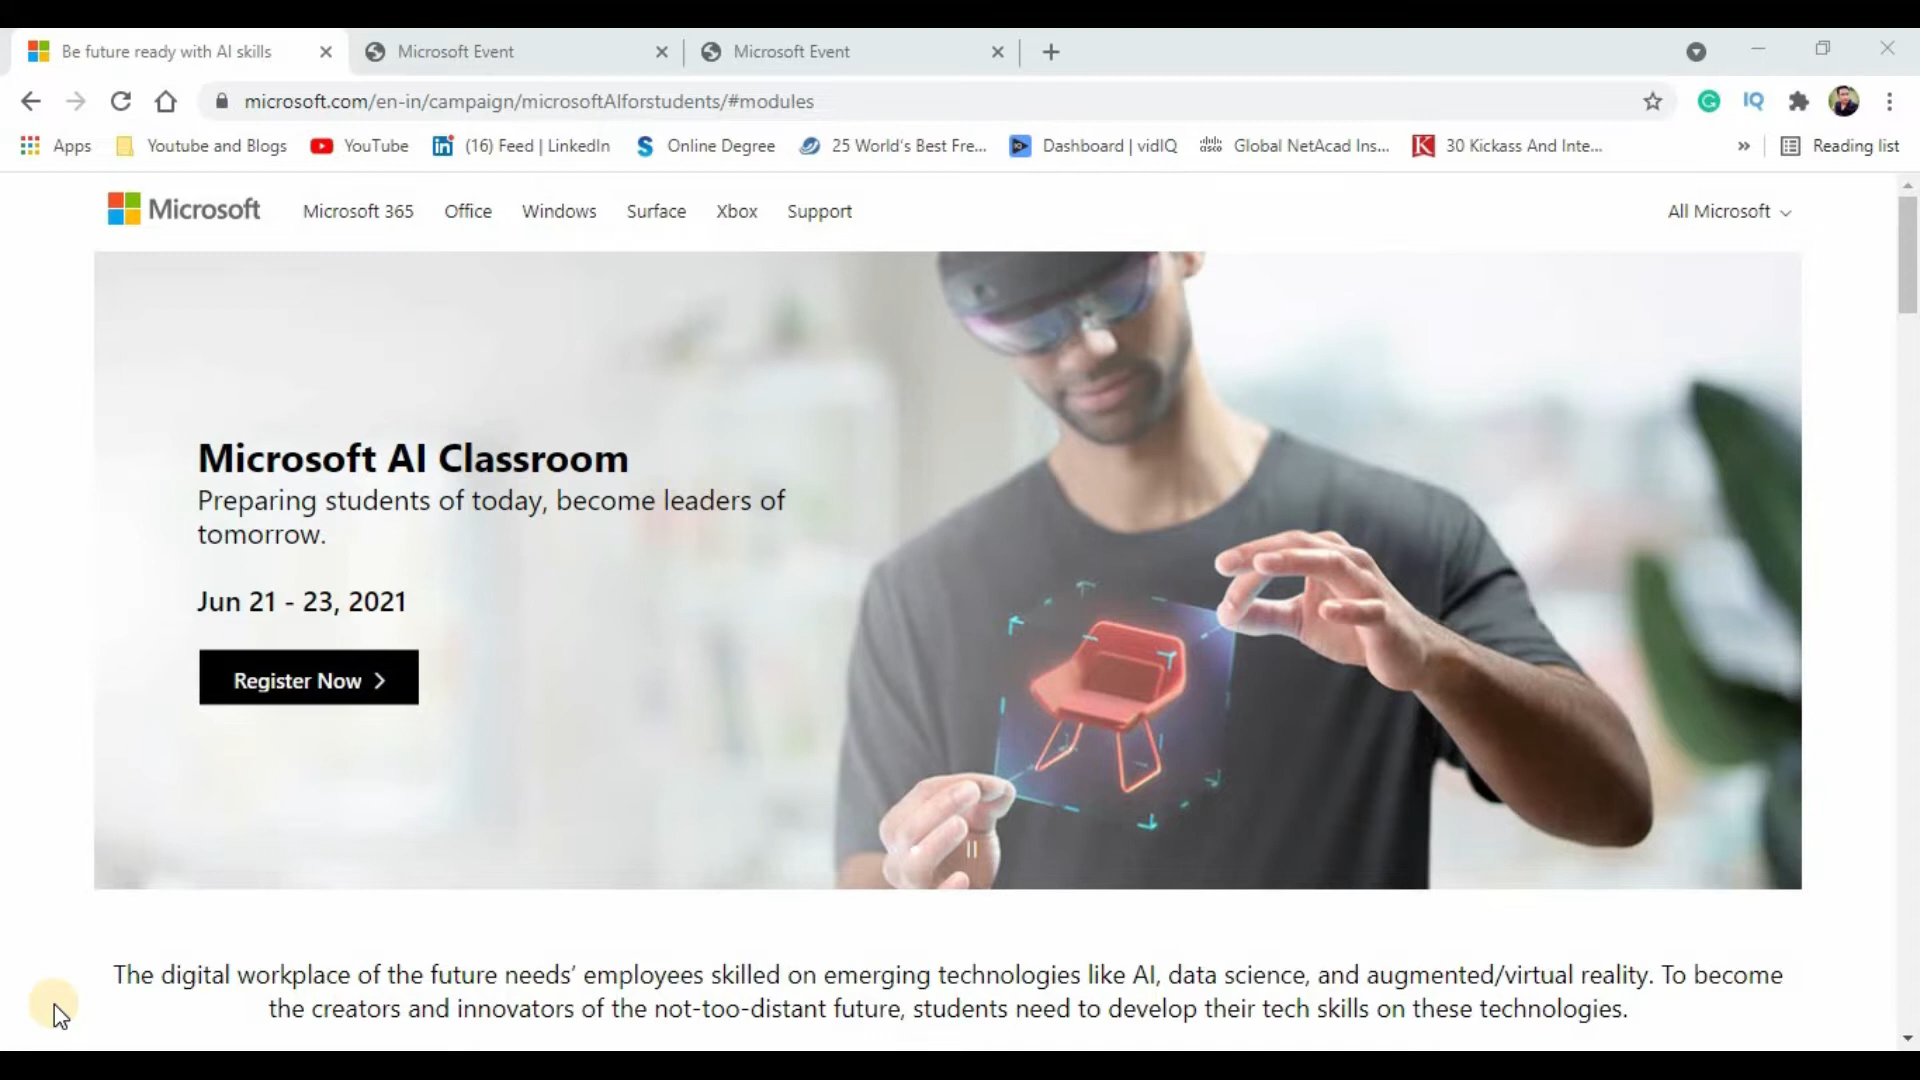 Be future ready with AI skills
Microsoft Event
Microsoft Event
microsoft.com/en-in/campaign/microsoftAIforstudents/#modules
IQ
Apps
Youtube and Blogs
YouTube
(16) Feed | LinkedIn
Online Degree
25 World's Best Fre...
Dashboard | vidIQ
Global NetAcad Ins...
30 Kickass And Inte...
Reading list
Microsoft
Microsoft 365
Office
Windows
Surface
Xbox
Support
All Microsoft
Microsoft AI Classroom
Preparing students of today, become leaders of
tomorrow.
Jun 21 - 23, 2021
Register Now
The digital workplace of the future needs’ employees skilled on emerging technologies like AI, data science, and augmented/virtual reality. To become
the creators and innovators of the not-too-distant future, students need to develop their tech skills on these technologies.